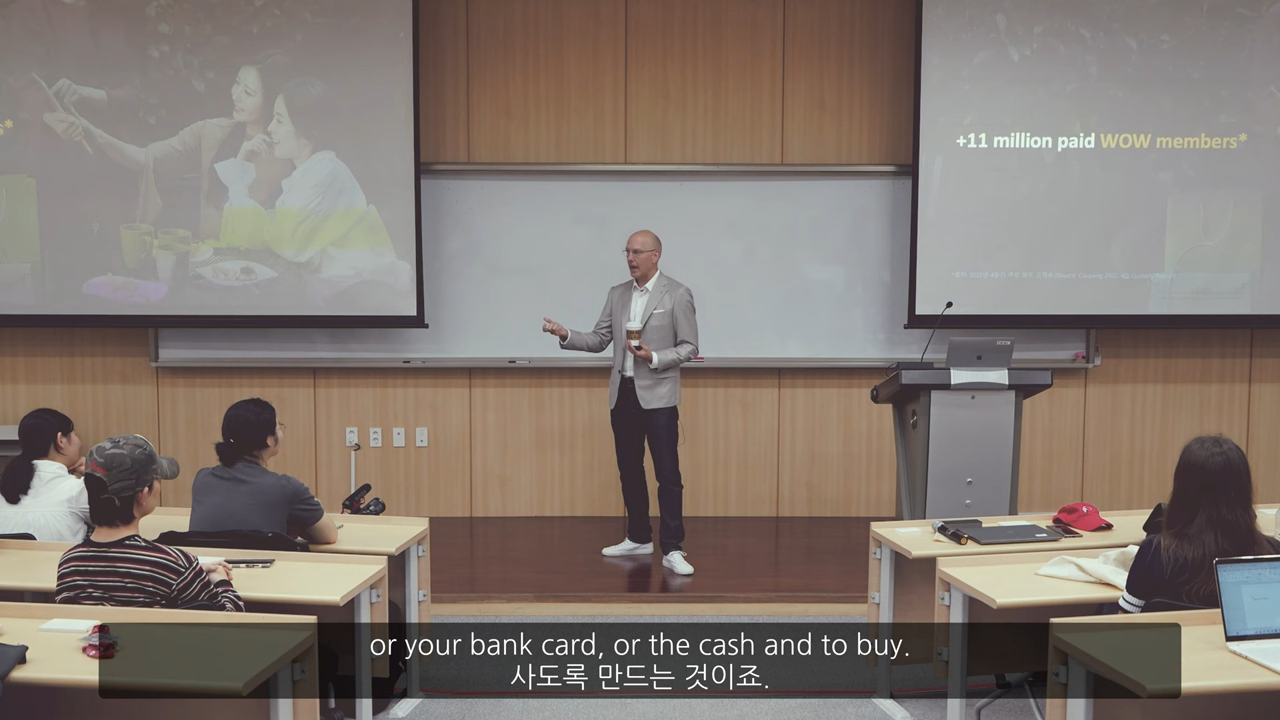 +11 million paid WOW members*
or your bank card, or the cash and to buy.
사도록 만드는 것이죠.